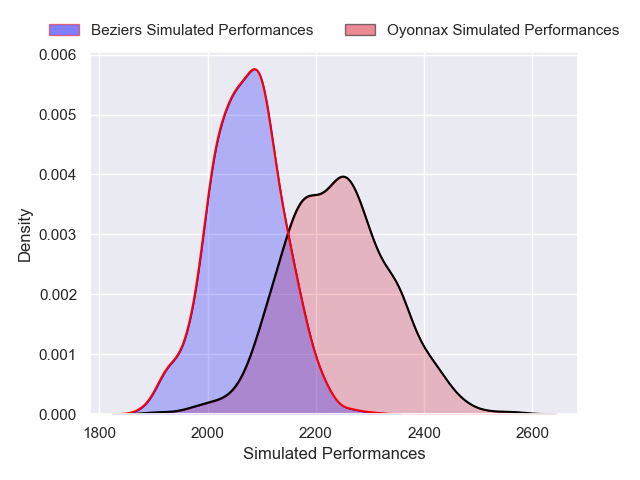 Beziers Simulated Performances Oyonnax Simulated Performances
0.006
0.005
0.004
0.003
0.002
0.001
0.000
Density
1800 2000 2200 2400 2600
Simulated Performances